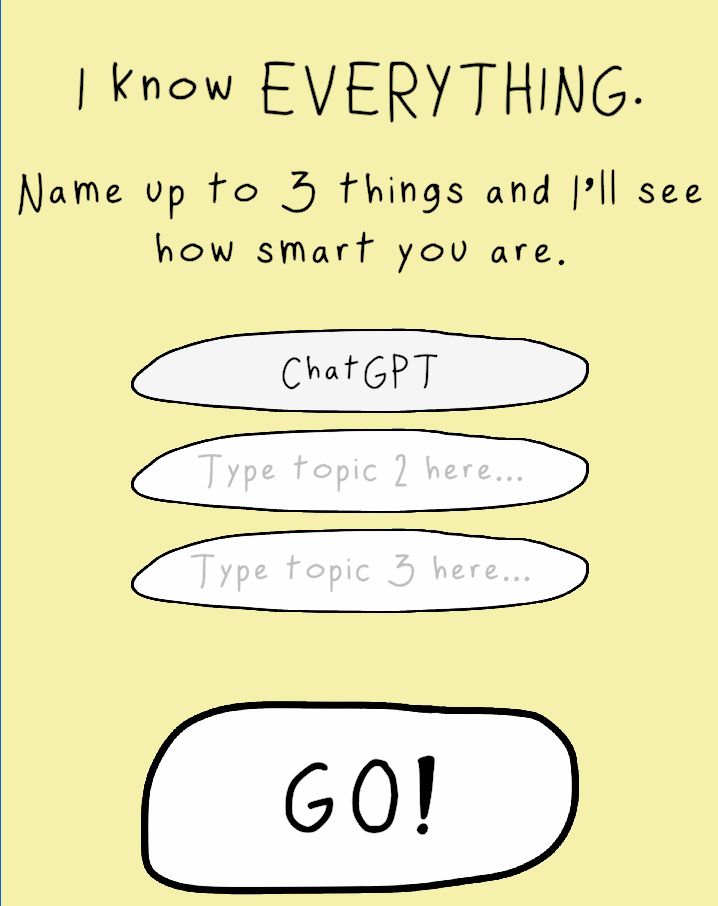 I know EVERYTHING.
Name up to 3 things and I'll see
how smart you are.
ChatGPT
Type topic 2 here...
Type topic 3 here...
GO!